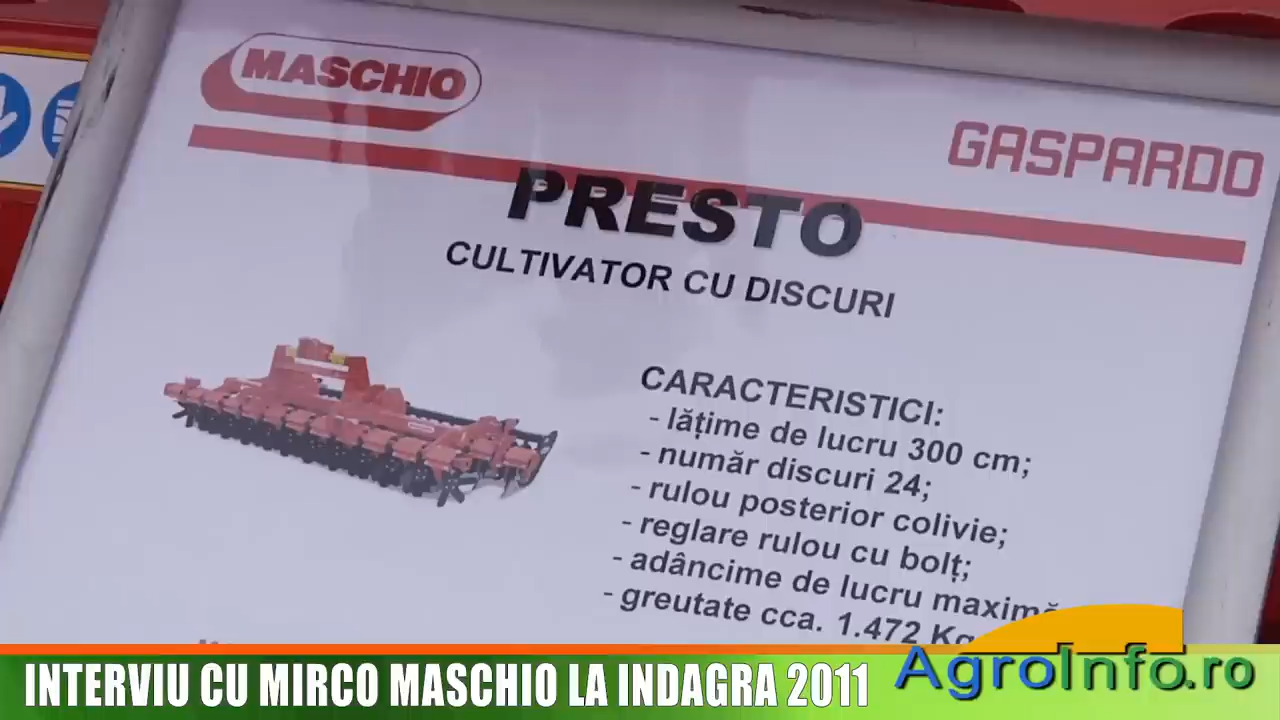 MASCHIO
GASPARDO
PRESTO
CULTIVATOR CU DISCURI
CARACTERISTICI:
- lățime de lucru 300 cm;
- număr discuri 24;
- rulou posterior colivie;
- reglare rulou cu bolț;
- adâncime de lucru maximă
- greutate cca. 1.472 Kg
INTERVIU CU MIRCO MASCHIO LA INDAGRA 2011
AgroInfo.ro